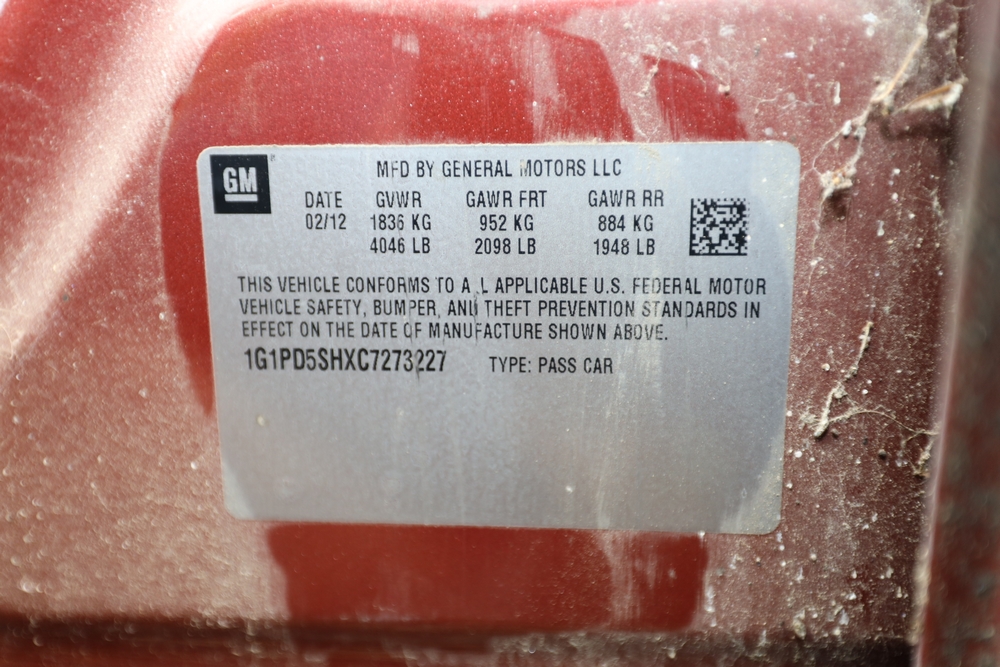 GM
MFD BY GENERAL MOTORS LLC
DATE GVWR GAWR FRT GAWR RR
02/12 1836 KG 952 KG 884 KG
4046 LB 2098 LB 1948 LB
THIS VEHICLE CONFORMS TO ALL APPLICABLE U.S. FEDERAL MOTOR
VEHICLE SAFETY, BUMPER, AND THEFT PREVENTION STANDARDS IN
EFFECT ON THE DATE OF MANUFACTURE SHOWN ABOVE.
1G1PD5SHXC7273227 TYPE: PASS CAR